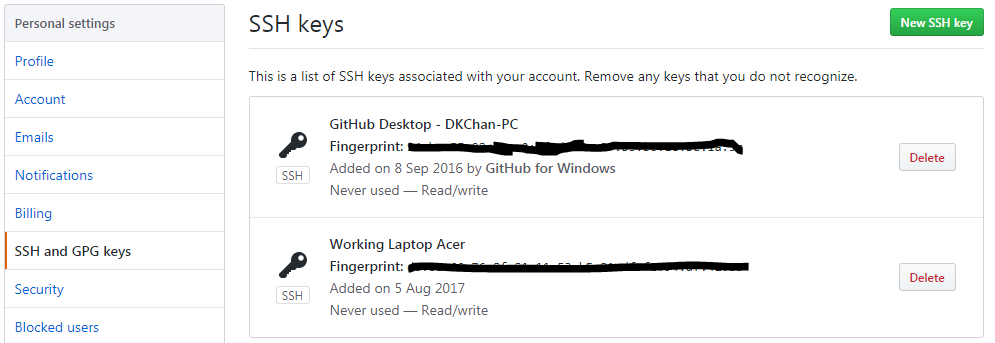 Personal settings
Profile
Account
Emails
Notifications
Billing
SSH and GPG keys
Security
Blocked users
SSH keys
New SSH key
This is a list of SSH keys associated with your account. Remove any keys that you do not recognize.
GitHub Desktop - DKChan-PC
Fingerprint:
Added on 8 Sep 2016 by GitHub for Windows
Never used — Read/write
SSH
Delete
Working Laptop Acer
Fingerprint:
Added on 5 Aug 2017
Never used — Read/write
SSH
Delete